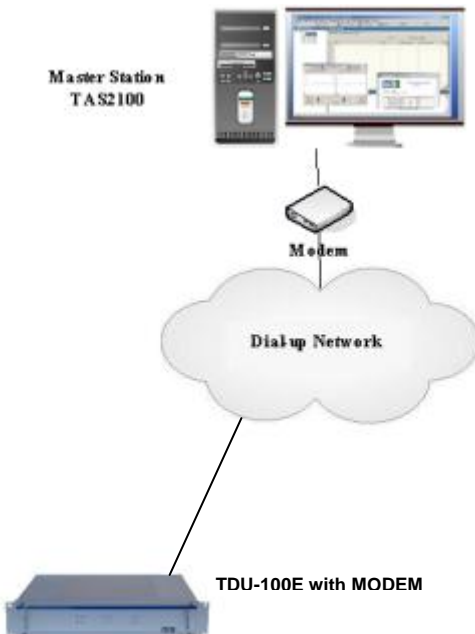 Master Station
TAS2100
Modem
Dial-up Network
TDU-100E with MODEM